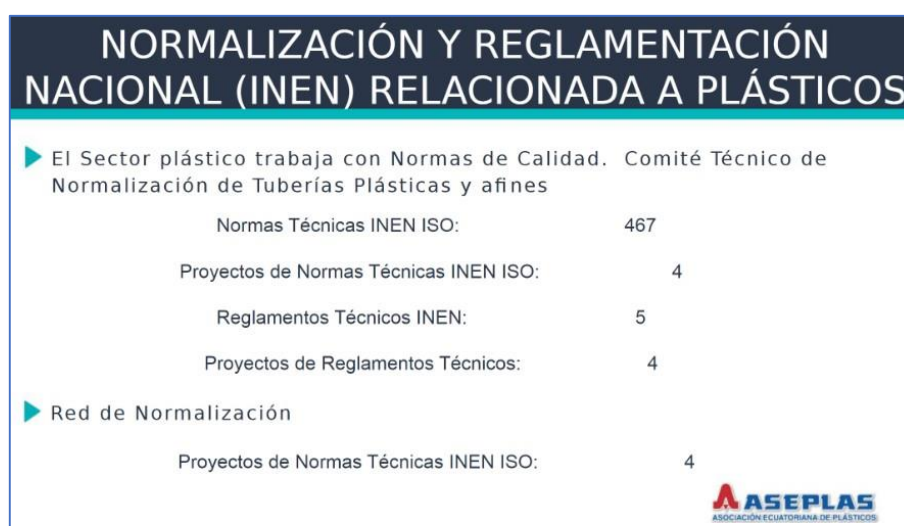 NORMALIZACIÓN Y REGLAMENTACIÓN
NACIONAL (INEN) RELACIONADA A PLÁSTICOS
El Sector plástico trabaja con Normas de Calidad. Comité Técnico de
Normalización de Tuberías Plásticas y afines
Normas Técnicas INEN ISO: 467
Proyectos de Normas Técnicas INEN ISO: 4
Reglamentos Técnicos INEN: 5
Proyectos de Reglamentos Técnicos: 4
Red de Normalización
Proyectos de Normas Técnicas INEN ISO: 4
ASEPLAS
ASOCIACIÓN ECUATORIANA DE PLÁSTICOS